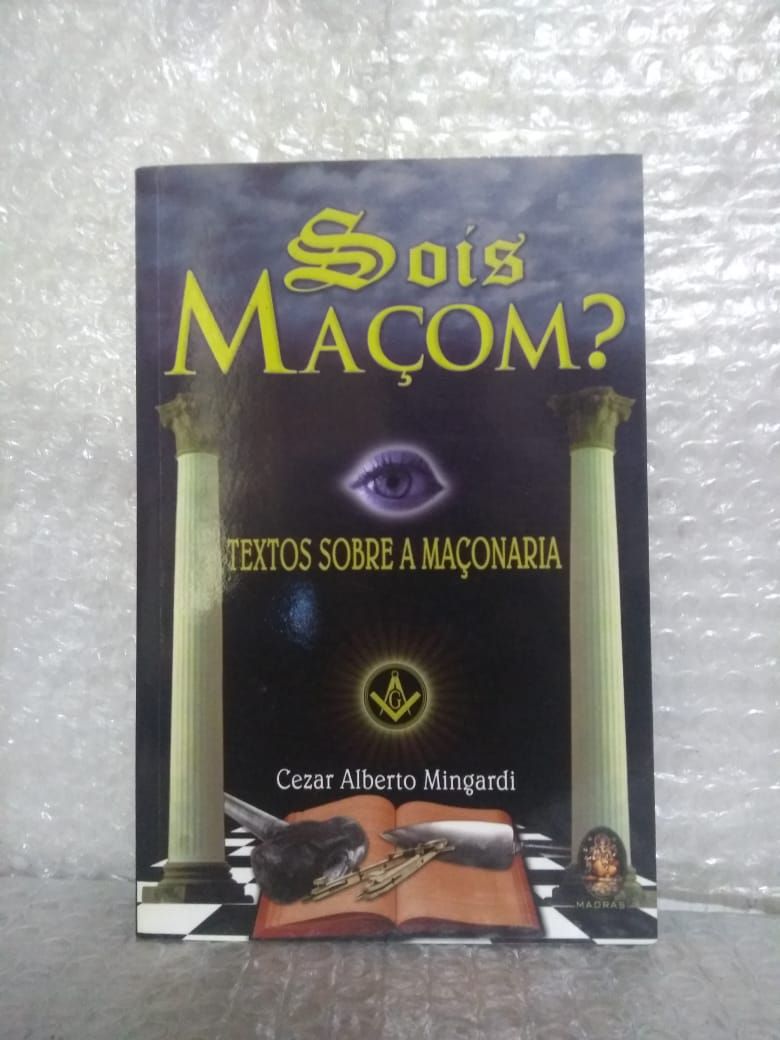 Sois
MAÇOM?
TEXTOS SOBRE A MAÇONARIA
G
Cezar Alberto Mingardi
MADRAS